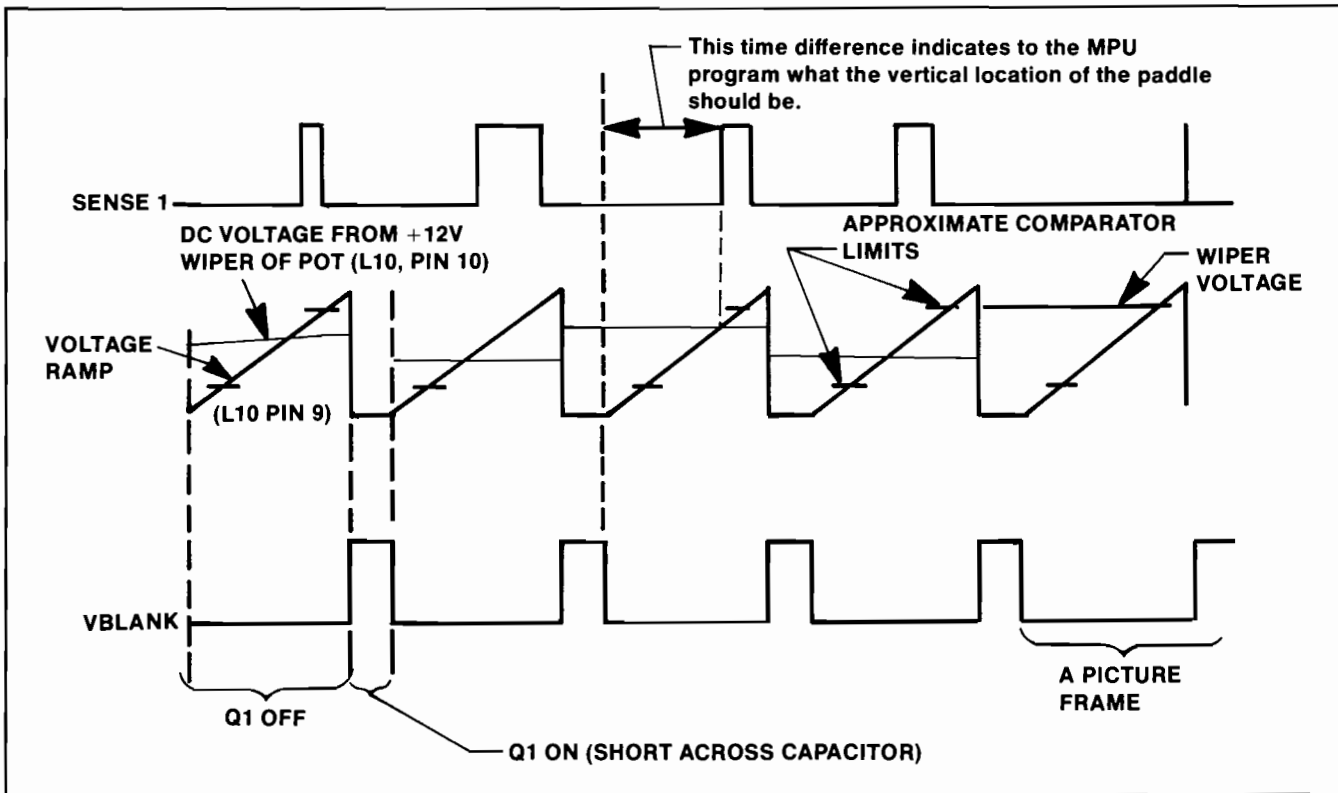 This time difference indicates to the MPU
program what the vertical location of the paddle
should be.
SENSE 1
DC VOLTAGE FROM +12V
WIPER OF POT (L10, PIN 10)
APPROXIMATE COMPARATOR
LIMITS
WIPER
VOLTAGE
VOLTAGE
RAMP
(L10 PIN 9)
VBLANK
Q1 OFF
A PICTURE
FRAME
Q1 ON (SHORT ACROSS CAPACITOR)